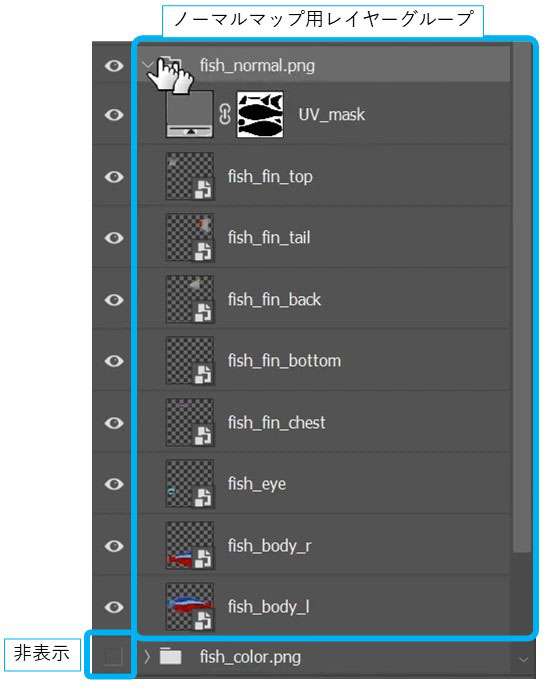 ノーマルマップ用レイヤーグループ
fish_normal.png
UV_mask
fish_fin_top
fish_fin_tail
fish_fin_back
fish_fin_bottom
fish_fin_chest
fish_eye
fish_body_r
fish_body_l
非表示
fish_color.png